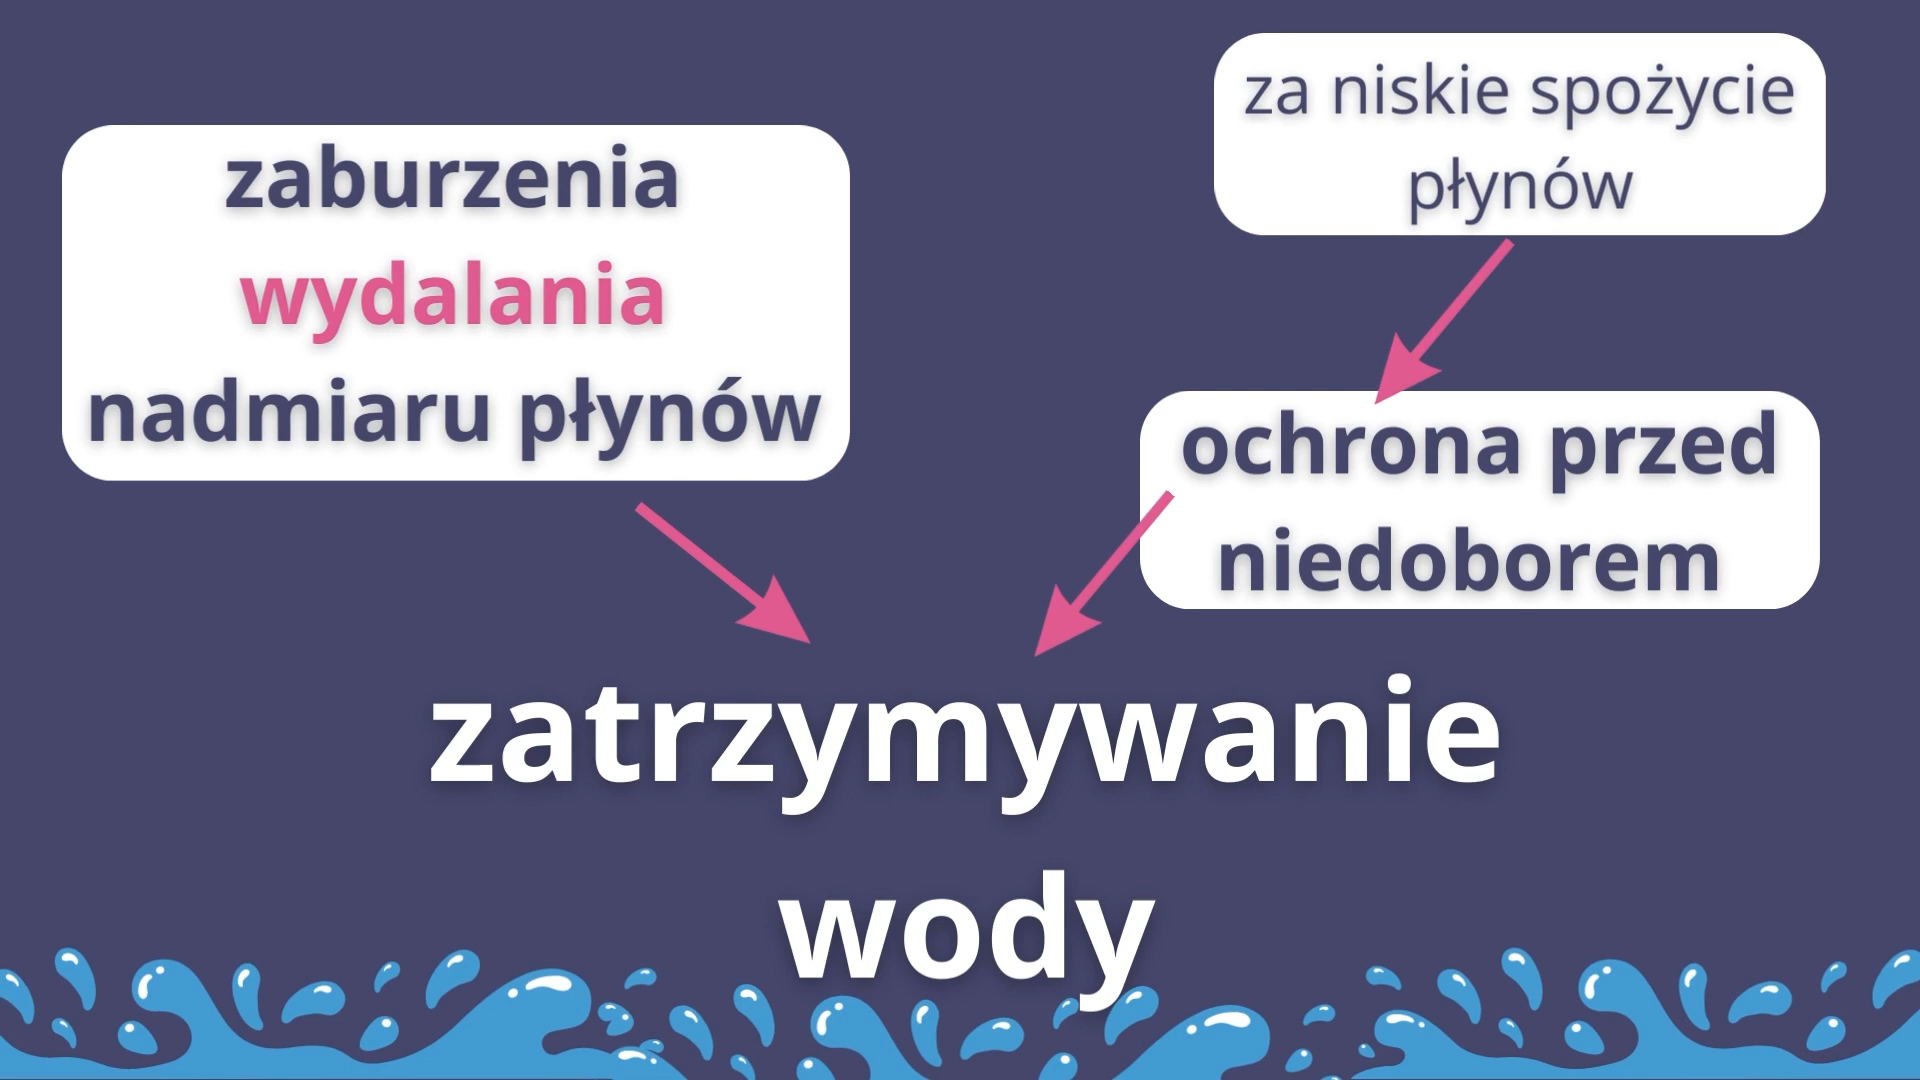 zaburzenia
wydalania
nadmiaru płynów
za niskie spożycie
płynów
ochrona przed
niedoborem
zatrzymywanie
wody